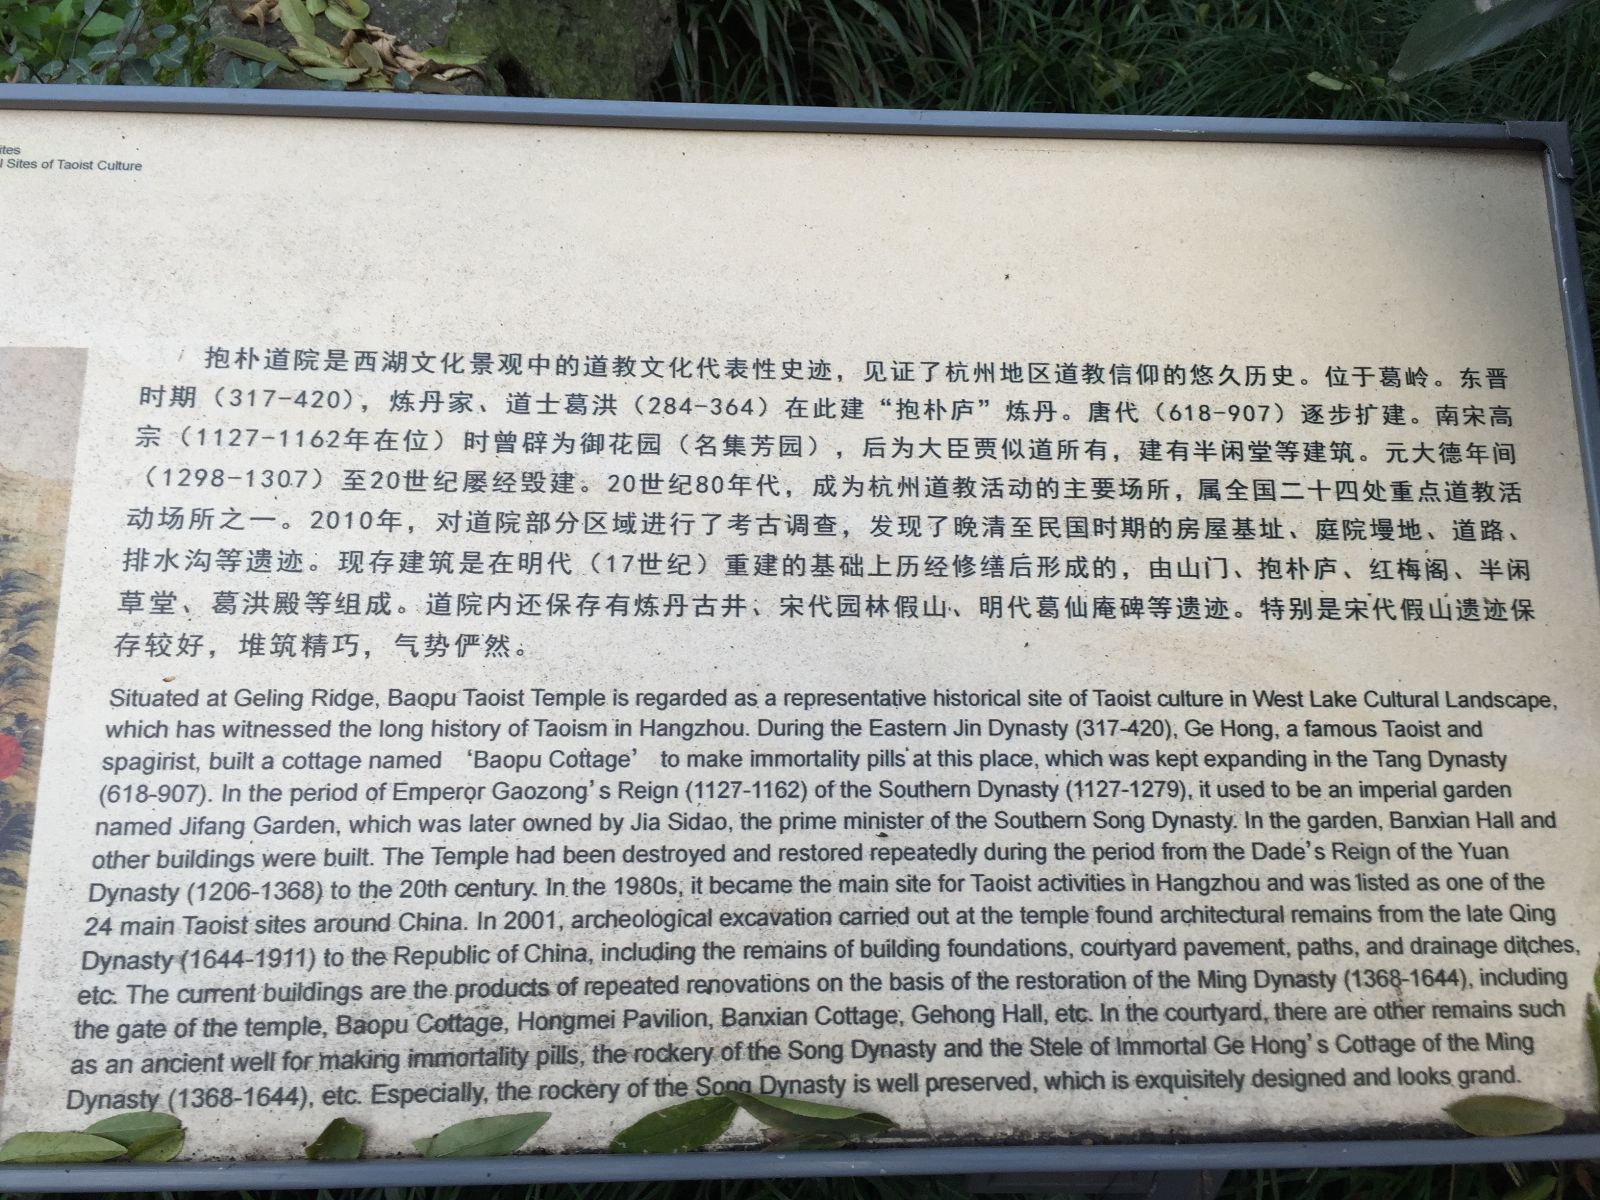 ites
l Sites of Taoist Culture
抱朴道院是西湖文化景观中的道教文化代表性史迹，见证了杭州地区道教信仰的悠久历史。位于葛岭。东晋
时期（317-420），炼丹家、道士葛洪（284-364）在此建“抱朴庐”炼丹。唐代（618-907）逐步扩建。南宋高
宗（1127-1162年在位）时曾辟为御花园（名集芳园），后为大臣贾似道所有，建有半闲堂等建筑。元大德年间
（1298-1307）至20世纪屡经毁建。20世纪80年代，成为杭州道教活动的主要场所，属全国二十四处重点道教活
动场所之一。2010年，对道院部分区域进行了考古调查，发现了晚清至民国时期的房屋基址、庭院墁地、道路、
排水沟等遗迹。现存建筑是在明代（17世纪）重建的基础上历经修缮后形成的，由山门、抱朴庐、红梅阁、半闲
草堂、葛洪殿等组成。道院内还保存有炼丹古井、宋代园林假山、明代葛仙庵碑等遗迹。特别是宋代假山遗迹保
存较好，堆筑精巧，气势俨然。
Situated at Geling Ridge, Baopu Taoist Temple is regarded as a representative historical site of Taoist culture in West Lake Cultural Landscape,
which has witnessed the long history of Taoism in Hangzhou. During the Eastern Jin Dynasty (317-420), Ge Hong, a famous Taoist and
spagirist, built a cottage named ‘Baopu Cottage’ to make immortality pills at this place, which was kept expanding in the Tang Dynasty
(618-907). In the period of Emperor Gaozong’s Reign (1127-1162) of the Southern Dynasty (1127-1279), it used to be an imperial garden
named Jifang Garden, which was later owned by Jia Sidao, the prime minister of the Southern Song Dynasty. In the garden, Banxian Hall and
other buildings were built. The Temple had been destroyed and restored repeatedly during the period from the Dade’s Reign of the Yuan
Dynasty (1206-1368) to the 20th century. In the 1980s, it became the main site for Taoist activities in Hangzhou and was listed as one of the
24 main Taoist sites around China. In 2001, archeological excavation carried out at the temple found architectural remains from the late Qing
Dynasty (1644-1911) to the Republic of China, including the remains of building foundations, courtyard pavement, paths, and drainage ditches,
etc. The current buildings are the products of repeated renovations on the basis of the restoration of the Ming Dynasty (1368-1644), including
the gate of the temple, Baopu Cottage, Hongmei Pavilion, Banxian Cottage, Gehong Hall, etc. In the courtyard, there are other remains such
as an ancient well for making immortality pills, the rockery of the Song Dynasty and the Stele of Immortal Ge Hong’s Cottage of the Ming
Dynasty (1368-1644), etc. Especially, the rockery of the Song Dynasty is well preserved, which is exquisitely designed and looks grand.